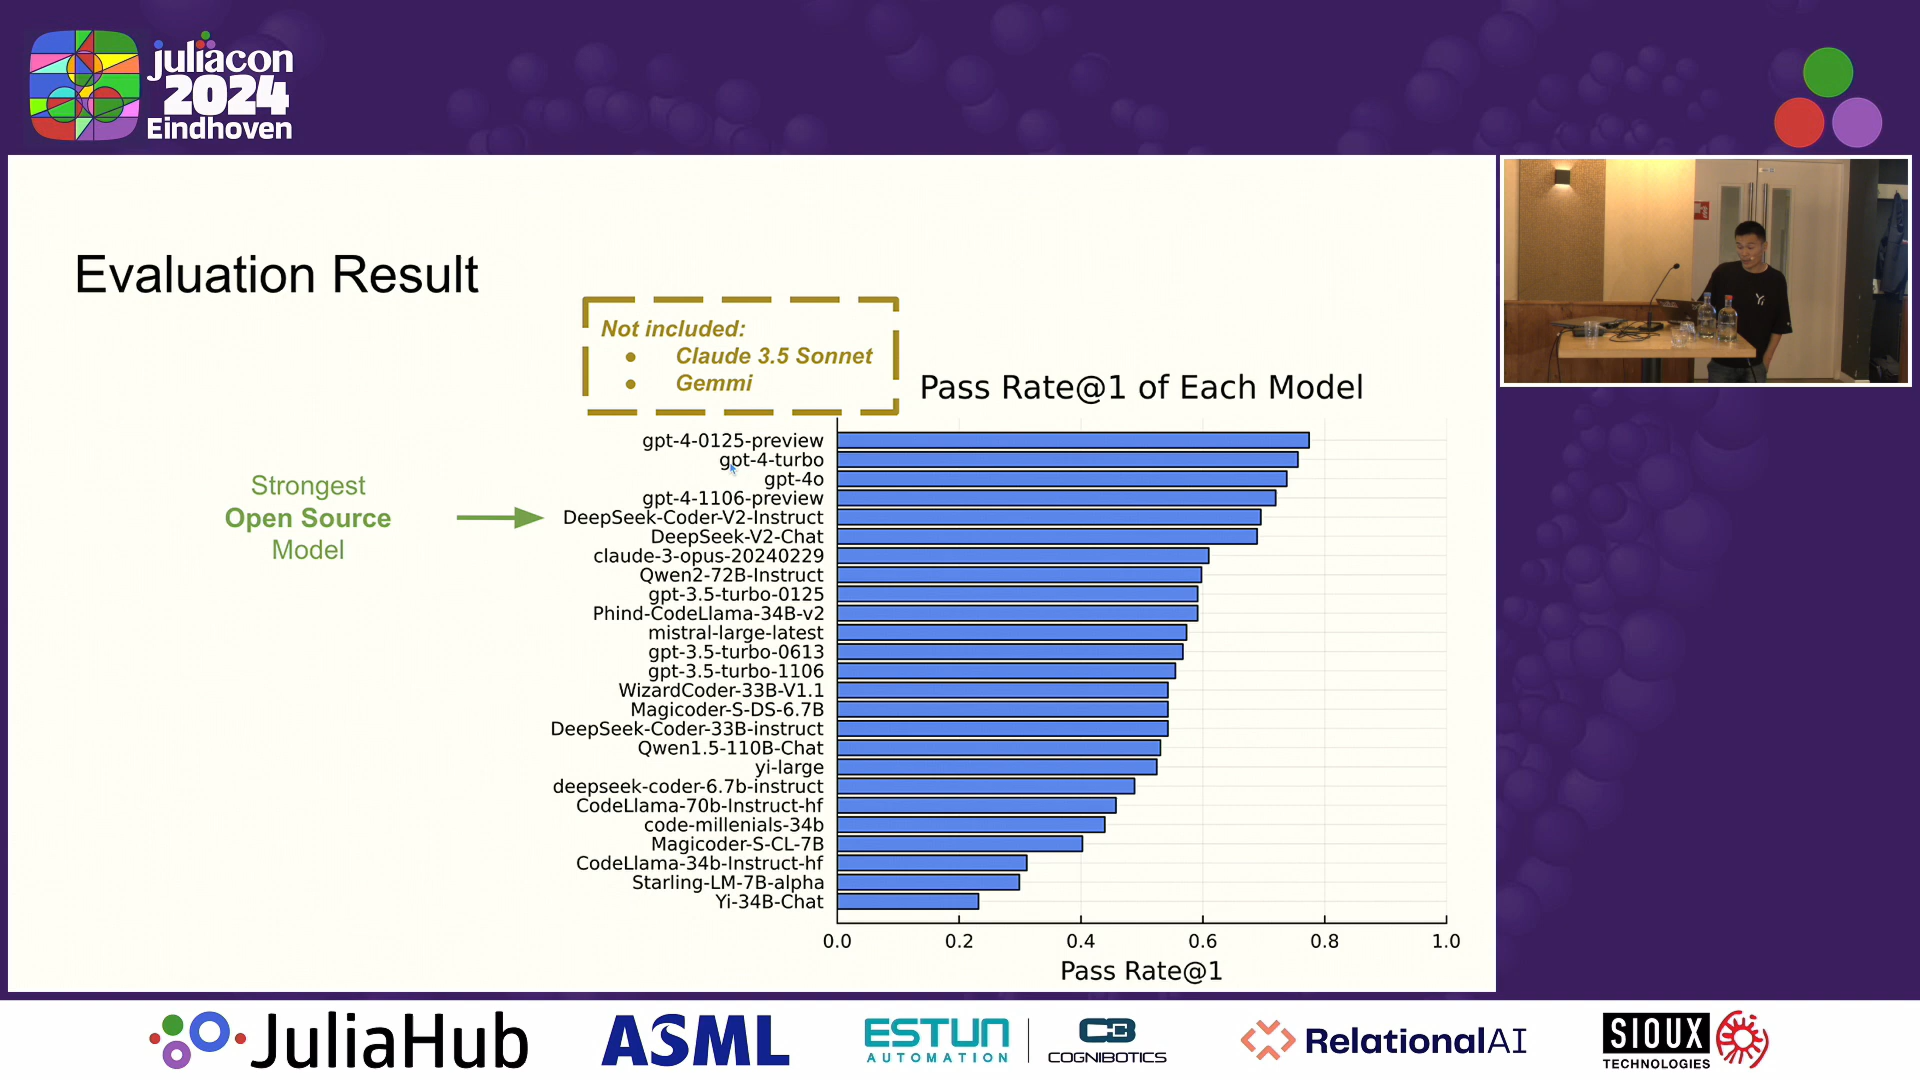 juliacon
2024
Eindhoven
Evaluation Result
Not included:
● Claude 3.5 Sonnet
● Gemmi
Strongest
Open Source
Model
Pass Rate@1 of Each Model
gpt-4-0125-preview
gpt-4-turbo
gpt-4o
gpt-4-1106-preview
DeepSeek-Coder-V2-Instruct
DeepSeek-V2-Chat
claude-3-opus-20240229
Qwen2-72B-Instruct
gpt-3.5-turbo-0125
Phind-CodeLlama-34B-v2
mistral-large-latest
gpt-3.5-turbo-0613
gpt-3.5-turbo-1106
WizardCoder-33B-V1.1
Magicoder-S-DS-6.7B
DeepSeek-Coder-33B-instruct
Qwen1.5-110B-Chat
yi-large
deepseek-coder-6.7b-instruct
CodeLlama-70b-Instruct-hf
code-millenials-34b
Magicoder-S-CL-7B
CodeLlama-34b-Instruct-hf
Starling-LM-7B-alpha
Yi-34B-Chat
0.0 0.2 0.4 0.6 0.8 1.0
Pass Rate@1
JuliaHub
ASML
ESTUN
AUTOMATION
COGNIBOTICS
RelationalAI
SIOUX
TECHNOLOGIES